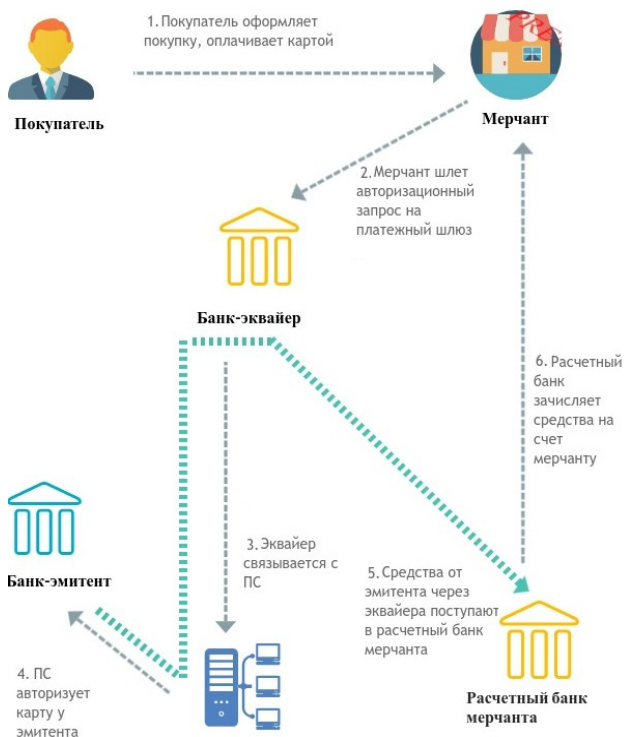 1. Покупатель оформляет
покупку, оплачивает картой
Покупатель
Мерчант
2. Мерчант шлет
авторизационный
запрос на
платежный шлюз
Банк-эквайер
6. Расчетный
банк
зачисляет
средства на
счет
мерчанту
3. Эквайер
связывается с
ПС
Банк-эмитент
5. Средства от
эмитента через
эквайера поступают
в расчетный банк
мерчанта
4. ПС
авторизует
карту у
эмитента
Расчетный банк
мерчанта